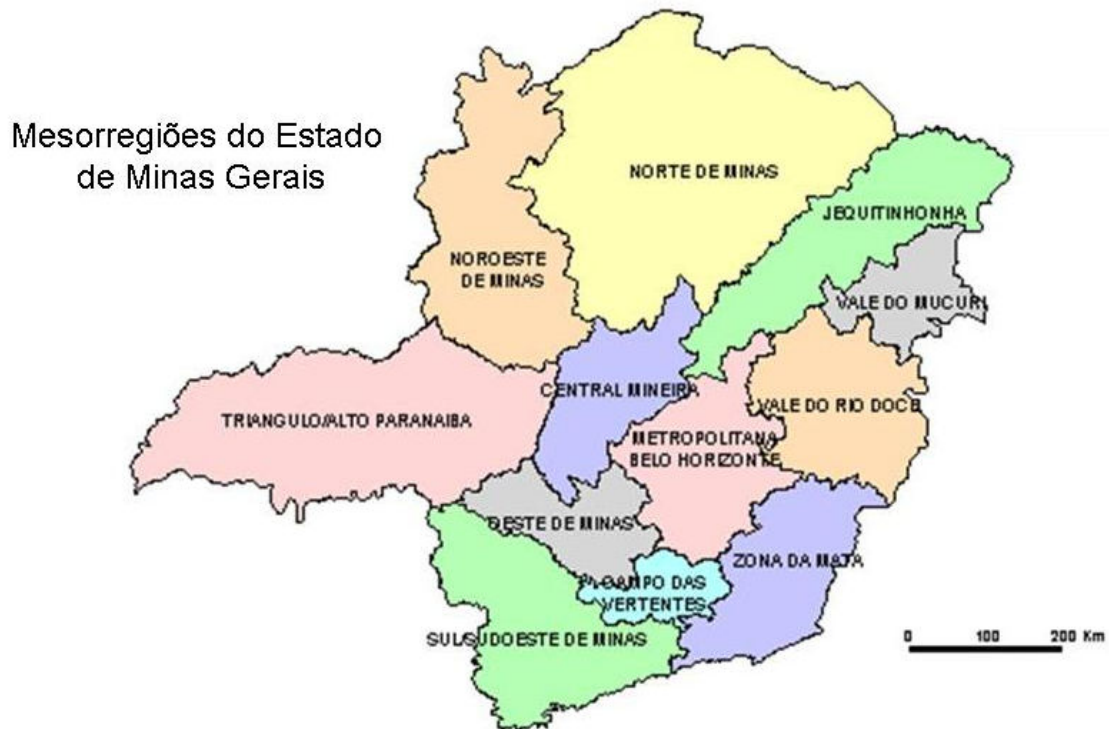 Mesorregiões do Estado
de Minas Gerais
NORTE DE MINAS
JEQUITINHONHA
NOROESTE
DE MINAS
VALE DO MUCURI
CENTRAL MINEIRA
VALE DO RIO DOCE
TRIANGULO/ALTO PARANAIBA
METROPOLITANA
BELO HORIZONTE
OESTE DE MINAS
ZONA DA MATA
CAMPO DAS
VERTENTES
SUL/SUDOESTE DE MINAS
0 100 200 Km